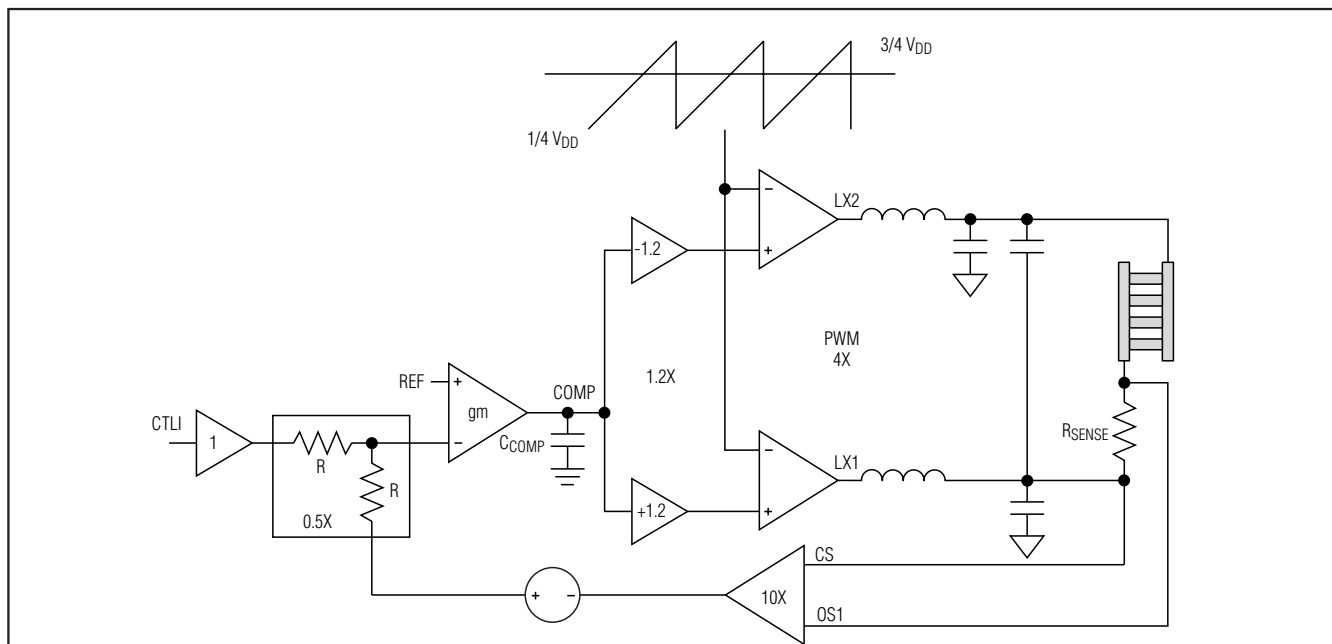 3/4 VDD
1/4 VDD
-
+
LX2
-1.2
PWM
4X
1.2X
REF
+
gm
-
COMP
CCOMP
CTLI
1
R
R
0.5X
+1.2
-
+
LX1
RSENSE
CS
10X
OS1
+ -